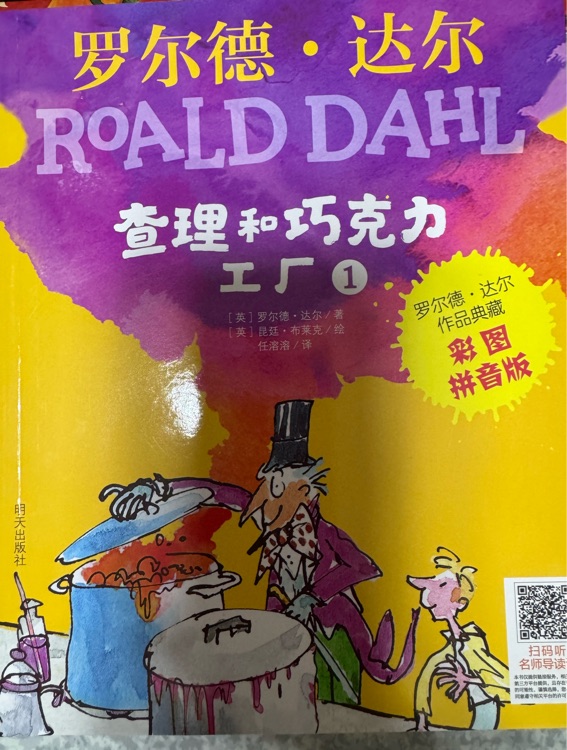 罗尔德·达尔
ROALD DAHL
查理和巧克力
工厂1
[英] 罗尔德·达尔/著
[英] 昆廷·布莱克/绘
任溶溶/译
罗尔德·达尔
作品典藏
彩图
拼音版
明天出版社
扫码听
名师导读